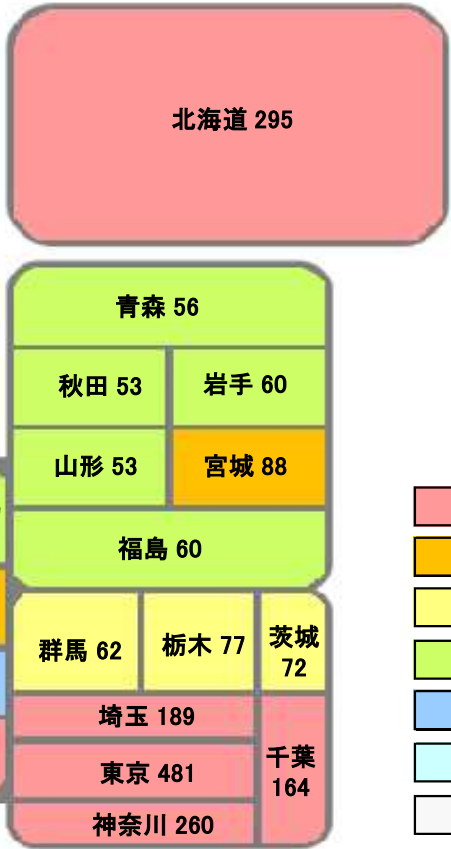 北海道 295
青森 56
秋田 53
岩手 60
山形 53
宮城 88
福島 60
群馬 62
栃木 77
茨城
72
埼玉 189
東京 481
千葉
164
神奈川 260